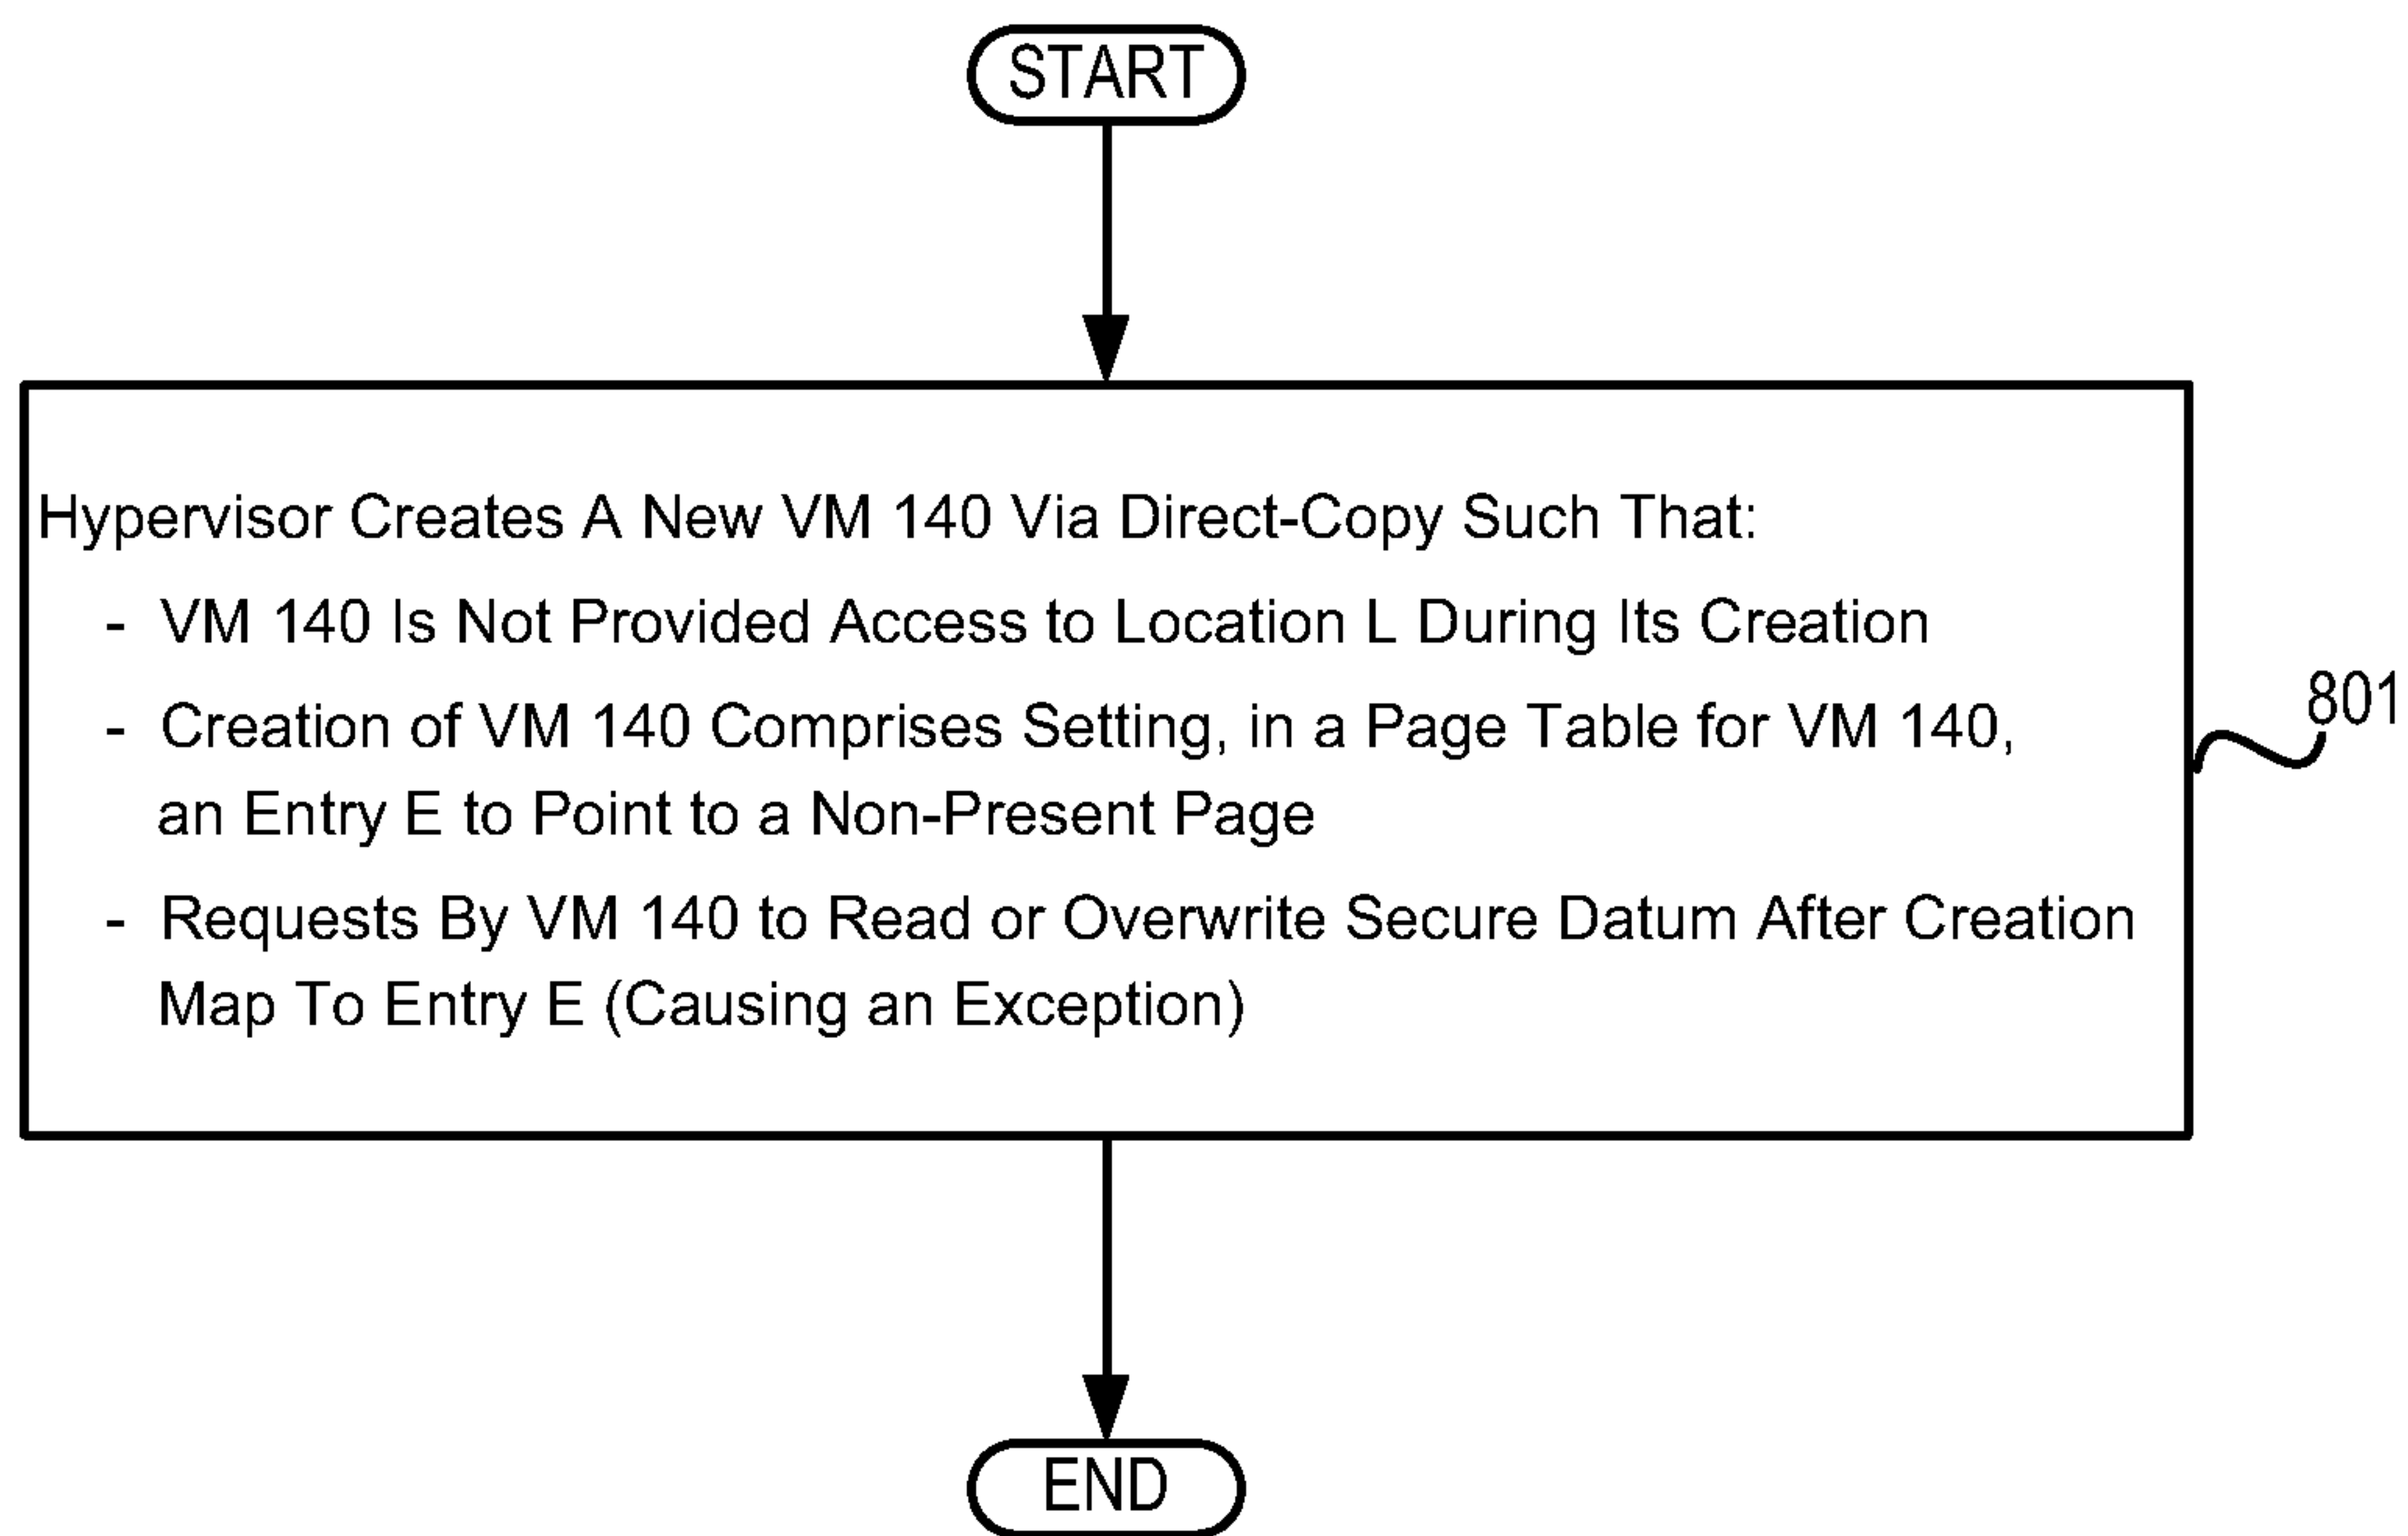 START
Hypervisor Creates A New VM 140 Via Direct-Copy Such That:
- VM 140 Is Not Provided Access to Location L During Its Creation
- Creation of VM 140 Comprises Setting, in a Page Table for VM 140,
an Entry E to Point to a Non-Present Page
- Requests By VM 140 to Read or Overwrite Secure Datum After Creation
Map To Entry E (Causing an Exception)
801
END